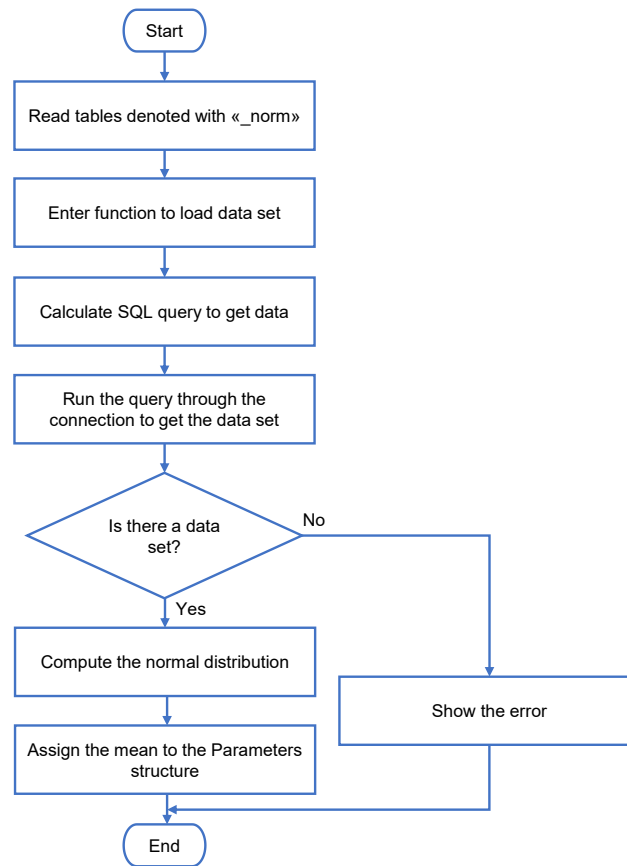 Start
Read tables denoted with «_norm»
Enter function to load data set
Calculate SQL query to get data
Run the query through the
connection to get the data set
Is there a data
set?
No
Yes
Compute the normal distribution
Show the error
Assign the mean to the Parameters
structure
End